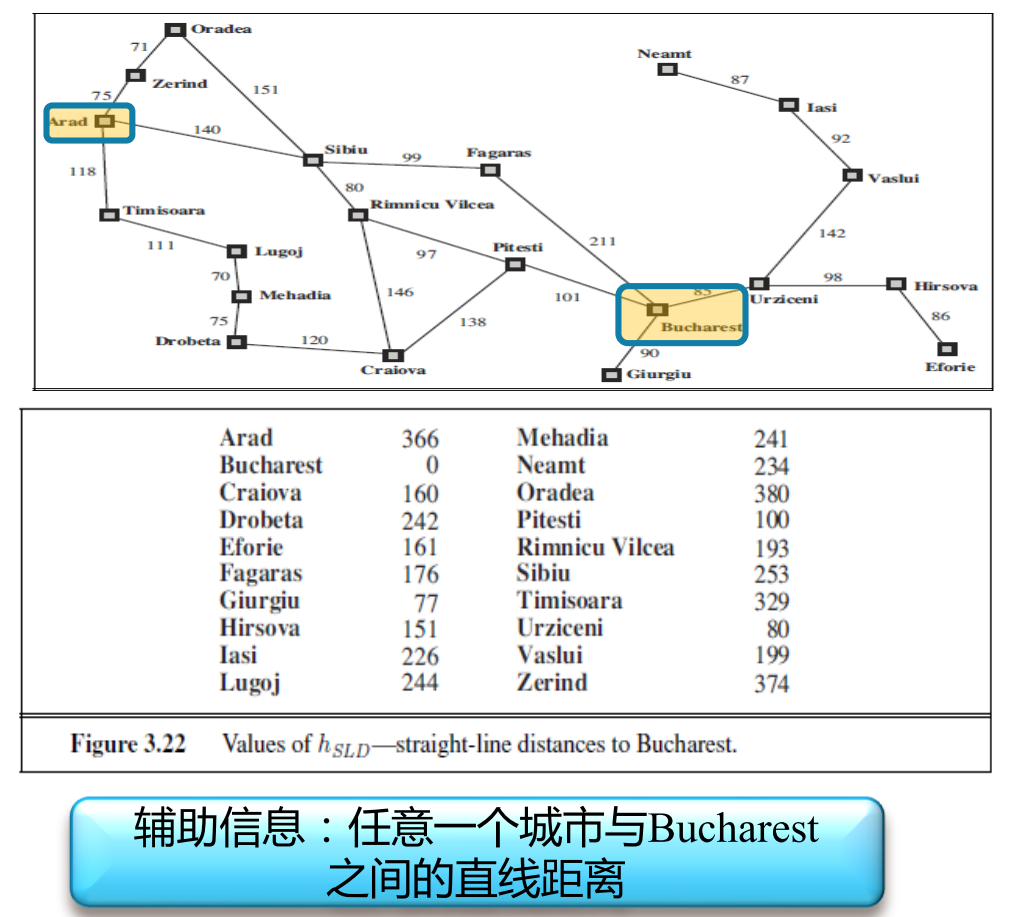 Oradea
71
Neamt
Zerind
87
75
151
Iasi
Arad
140
92
Sibiu
99
Fagaras
118
80
Vaslui
Rimnicu Vilcea
Timisoara
142
111
Lugoj
97
Pitesti
211
70
98
Hirsova
Mehadia
146
101
85
Urziceni
75
138
86
Bucharest
Drobeta
120
90
Craiova
Giurgiu
Eforie
Arad 366 Mehadia 241
Bucharest 0 Neamt 234
Craiova 160 Oradea 380
Drobeta 242 Pitesti 100
Eforie 161 Rimnicu Vilcea 193
Fagaras 176 Sibiu 253
Giurgiu 77 Timisoara 329
Hirsova 151 Urziceni 80
Iasi 226 Vaslui 199
Lugoj 244 Zerind 374
Figure 3.22 Values of hSLD—straight-line distances to Bucharest.
辅助信息：任意一个城市与Bucharest
之间的直线距离